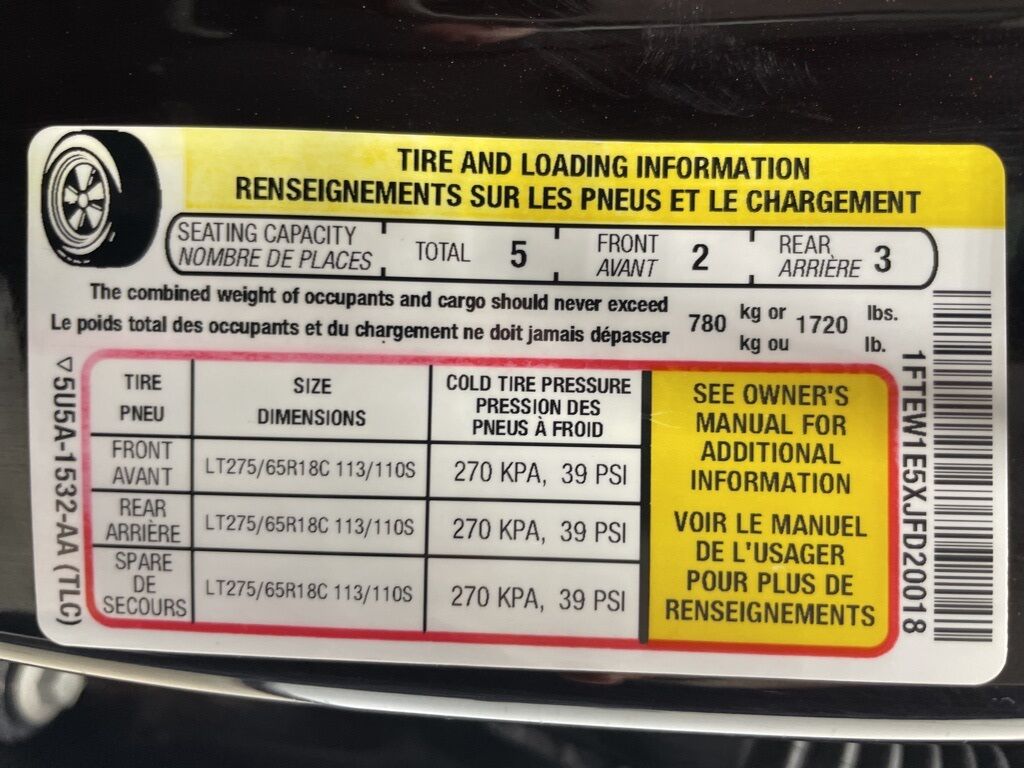 TIRE AND LOADING INFORMATION
RENSEIGNEMENTS SUR LES PNEUS ET LE CHARGEMENT
SEATING CAPACITY
NOMBRE DE PLACES
TOTAL 5
FRONT
AVANT 2
REAR
ARRIÈRE 3
The combined weight of occupants and cargo should never exceed
Le poids total des occupants et du chargement ne doit jamais dépasser
780 kg or 1720 lbs.
kg ou lb.
TIRE
PNEU
SIZE
DIMENSIONS
COLD TIRE PRESSURE
PRESSION DES
PNEUS À FROID
FRONT
AVANT
LT275/65R18C 113/110S
270 KPA, 39 PSI
REAR
ARRIÈRE
LT275/65R18C 113/110S
270 KPA, 39 PSI
SPARE
DE
SECOURS
LT275/65R18C 113/110S
270 KPA, 39 PSI
SEE OWNER'S
MANUAL FOR
ADDITIONAL
INFORMATION
VOIR LE MANUEL
DE L'USAGER
POUR PLUS DE
RENSEIGNEMENTS
5U5A-1532-AA (TLC)
1FTEW1E5XJFD20018